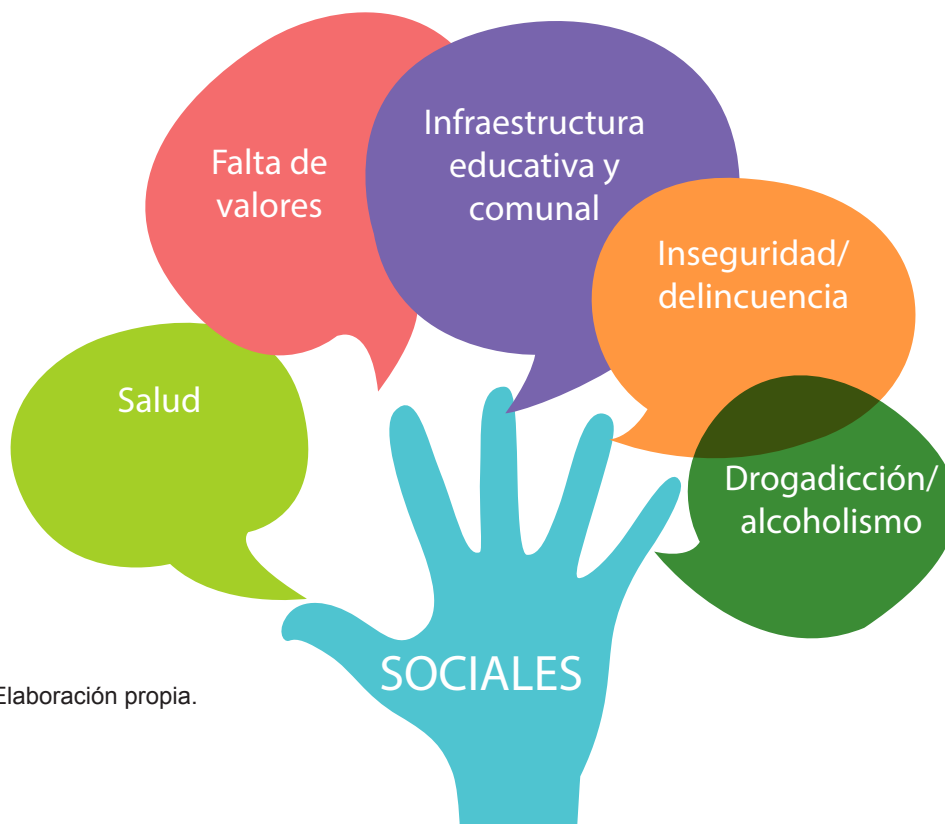 Infraestructura
educativa y
comunal
Falta de
valores
Inseguridad/
delincuencia
Salud
Drogadicción/
alcoholismo
SOCIALES
Elaboración propia.